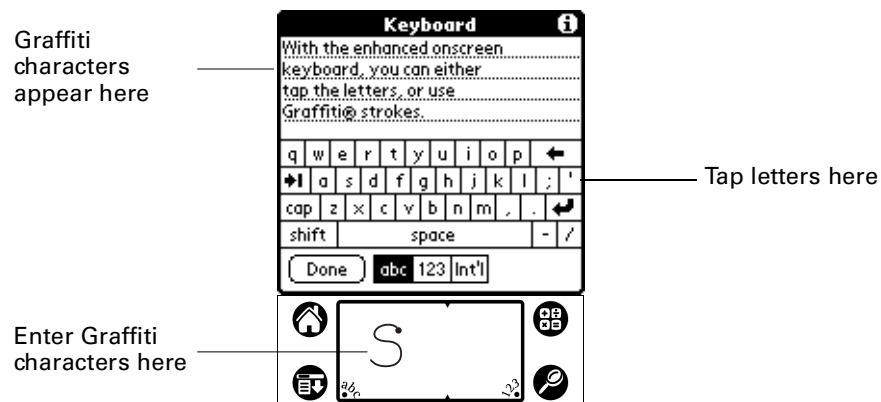 Keyboard
Graffiti
characters
appear here
With the enhanced onscreen
keyboard, you can either
tap the letters, or use
Graffiti® strokes.
q w e r t y u i o p
a s d f g h j k l ; '
cap z x c v b n m , .
shift space - /
Done abc 123 Int'l
Tap letters here
Enter Graffiti
characters here
S
abc 123